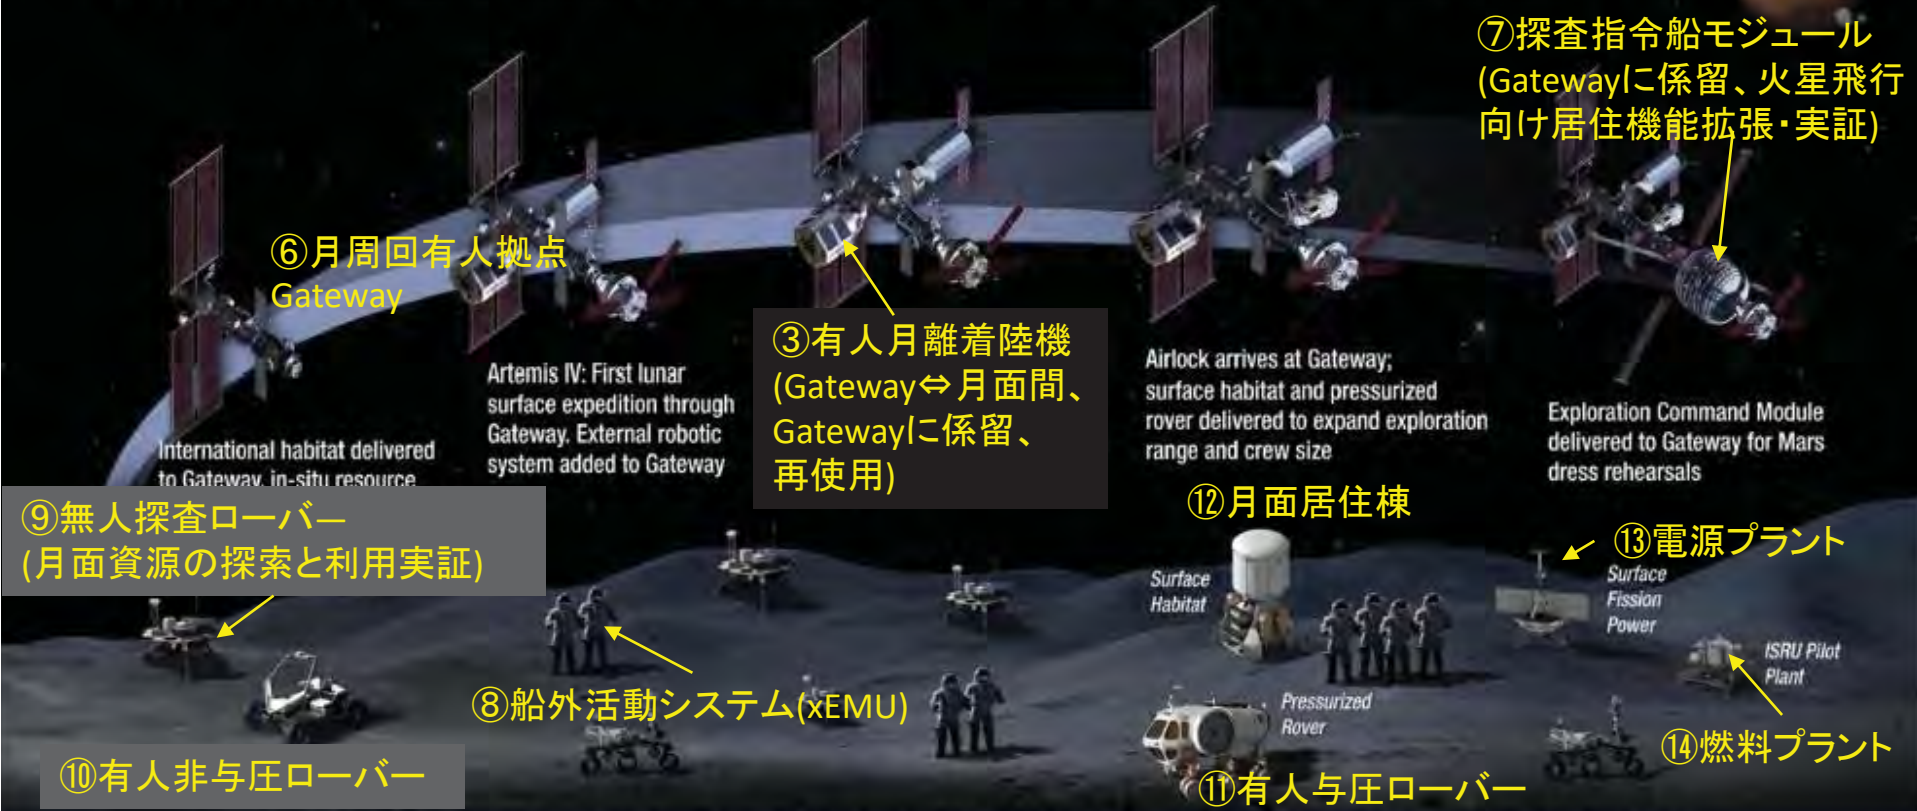 ⑦探査指令船モジュール
(Gatewayに係留、火星飛行
向け居住機能拡張・実証)
⑥月周回有人拠点
Gateway
③有人月離着陸機
(Gateway⇔月面間、
Gatewayに係留、
再使用)
International habitat delivered
to Gateway, in-situ resource
Artemis IV: First lunar
surface expedition through
Gateway. External robotic
system added to Gateway
Airlock arrives at Gateway;
surface habitat and pressurized
rover delivered to expand exploration
range and crew size
Exploration Command Module
delivered to Gateway for Mars
dress rehearsals
⑨無人探査ローバ―
(月面資源の探索と利用実証)
⑫月面居住棟
Surface
Habitat
⑬電源プラント
Surface
Fission
Power
ISRU Pilot
Plant
⑧船外活動システム(xEMU)
Pressurized
Rover
⑭燃料プラント
⑩有人非与圧ローバー
⑪有人与圧ローバー